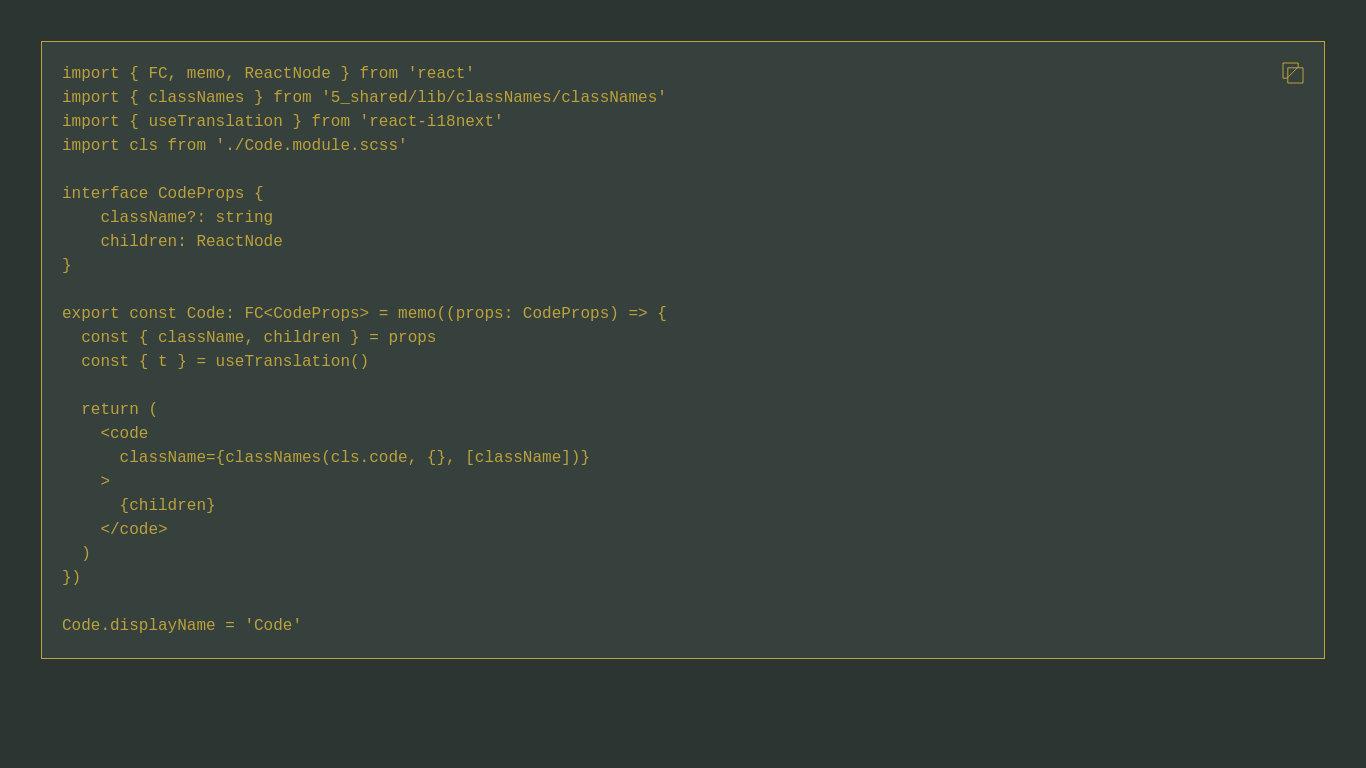 import { FC, memo, ReactNode } from 'react'
import { classNames } from '5_shared/lib/classNames/classNames'
import { useTranslation } from 'react-i18next'
import cls from './Code.module.scss'

interface CodeProps {
    className?: string
    children: ReactNode
}

export const Code: FC<CodeProps> = memo((props: CodeProps) => {
  const { className, children } = props
  const { t } = useTranslation()

  return (
    <code
      className={classNames(cls.code, {}, [className])}
    >
      {children}
    </code>
  )
})

Code.displayName = 'Code'